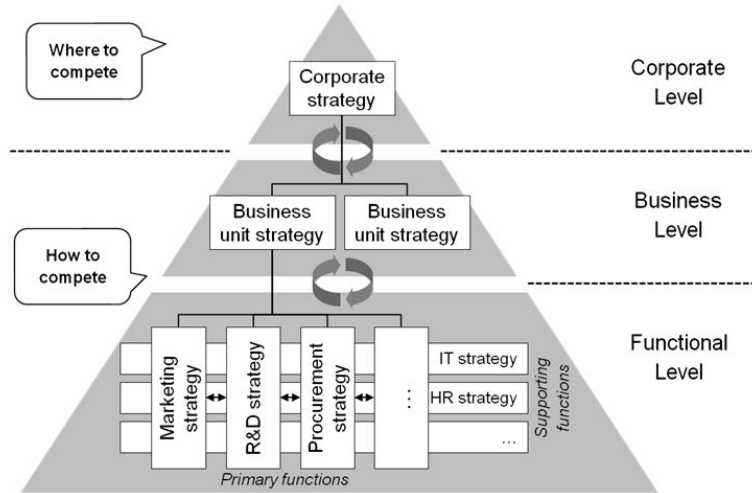 Where to
compete
Corporate
strategy
Corporate
Level
Business
unit strategy
Business
unit strategy
Business
Level
How to
compete
Marketing
strategy
R&D strategy
Procurement
strategy
...
IT strategy
HR strategy
...
Supporting
functions
Functional
Level
Primary functions